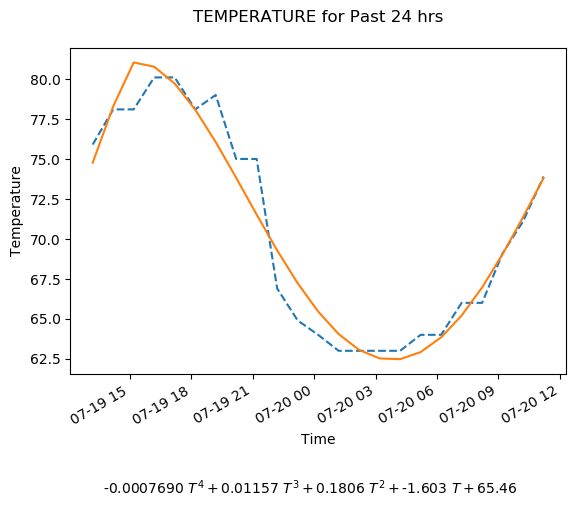 TEMPERATURE for Past 24 hrs
80.0
77.5
75.0
72.5
70.0
67.5
65.0
62.5
Temperature
07-19 15 07-19 18 07-19 21 07-20 00 07-20 03 07-20 06 07-20 09 07-20 12
Time
-0.0007690 T⁴ + 0.01157 T³ + 0.1806 T² + -1.603 T + 65.46